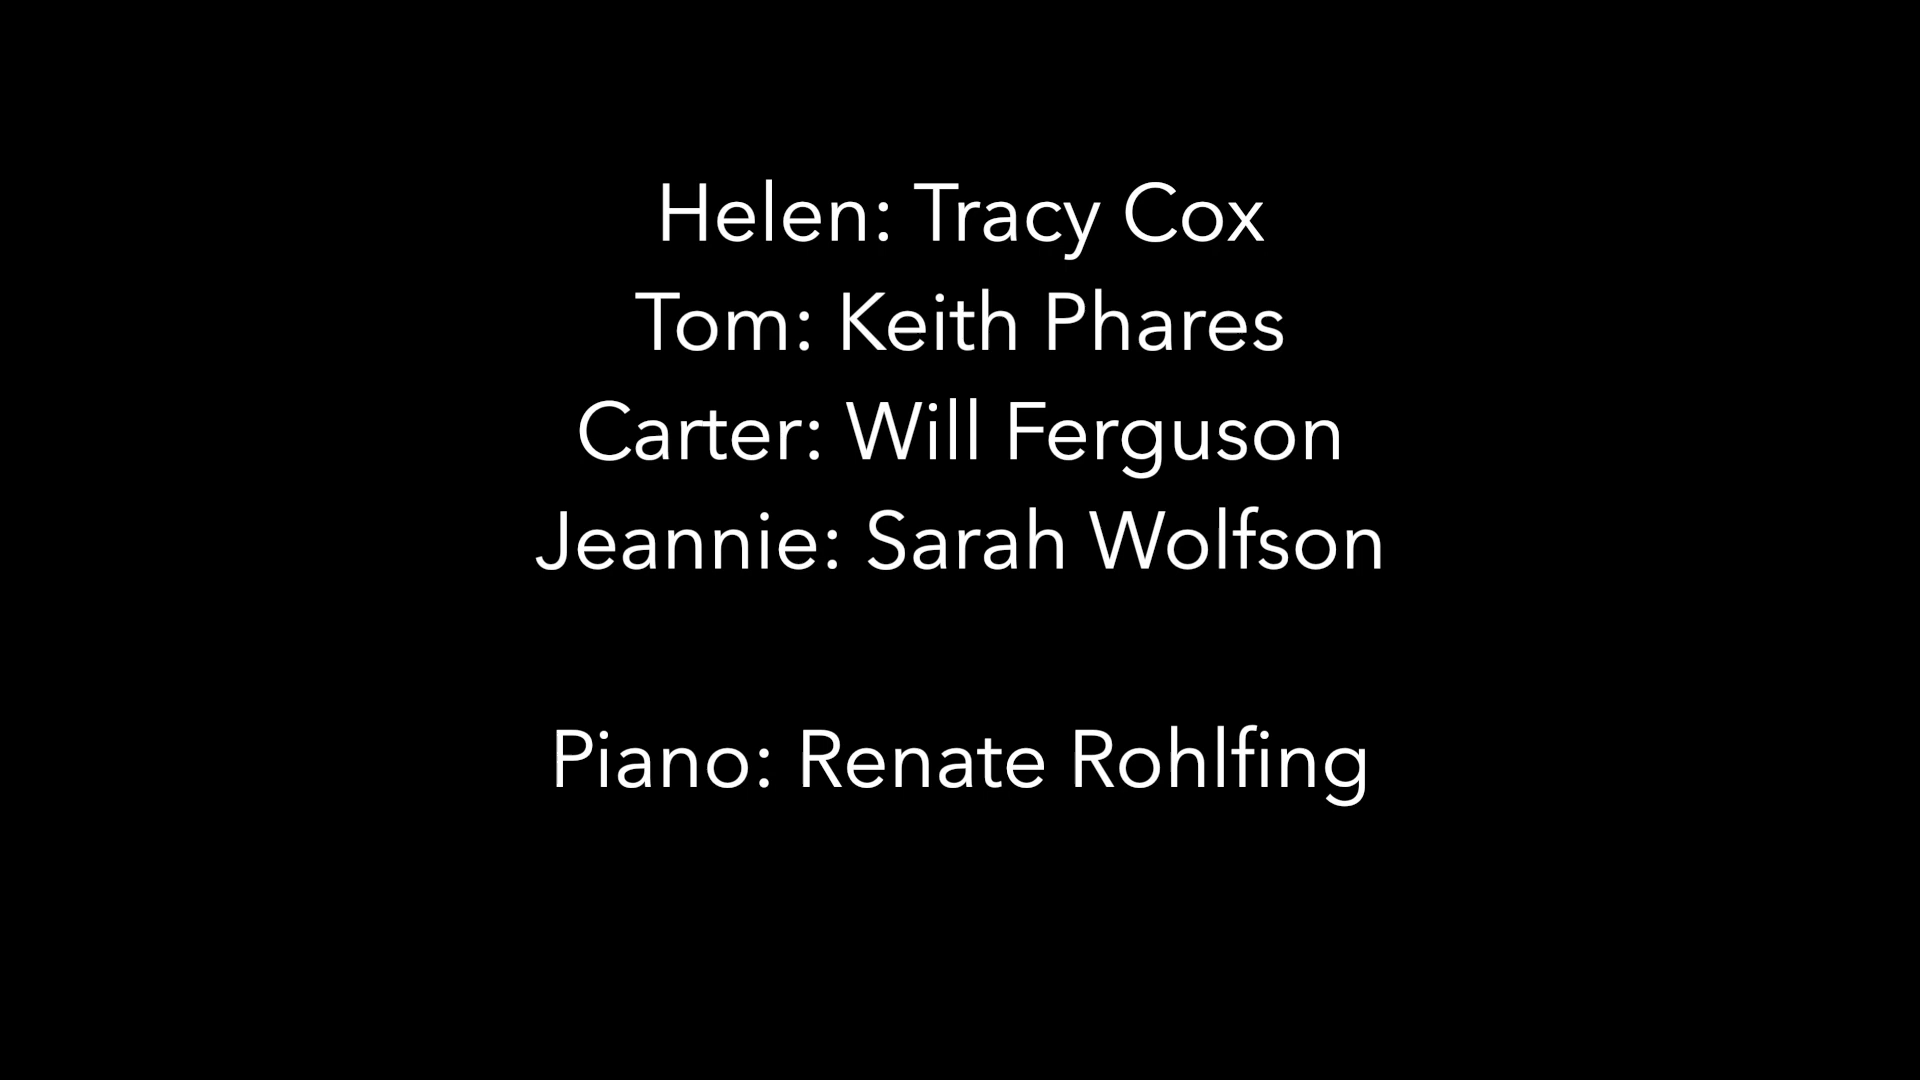 Helen: Tracy Cox
Tom: Keith Phares
Carter: Will Ferguson
Jeannie: Sarah Wolfson
Piano: Renate Rohlfing